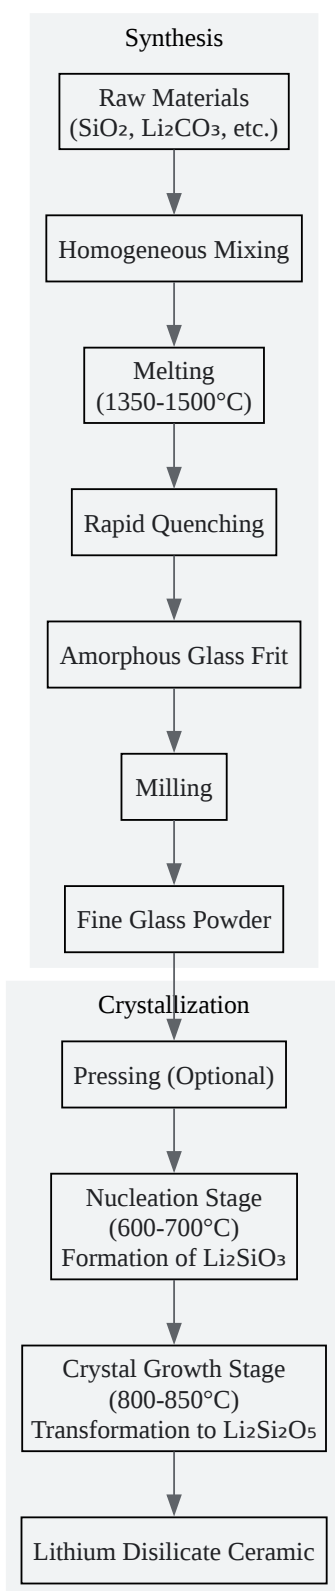 Synthesis
Raw Materials
(SiO₂, Li₂CO₃, etc.)
Homogeneous Mixing
Melting
(1350-1500°C)
Rapid Quenching
Amorphous Glass Frit
Milling
Fine Glass Powder
Crystallization
Pressing (Optional)
Nucleation Stage
(600-700°C)
Formation of Li₂SiO₃
Crystal Growth Stage
(800-850°C)
Transformation to Li₂Si₂O₅
Lithium Disilicate Ceramic